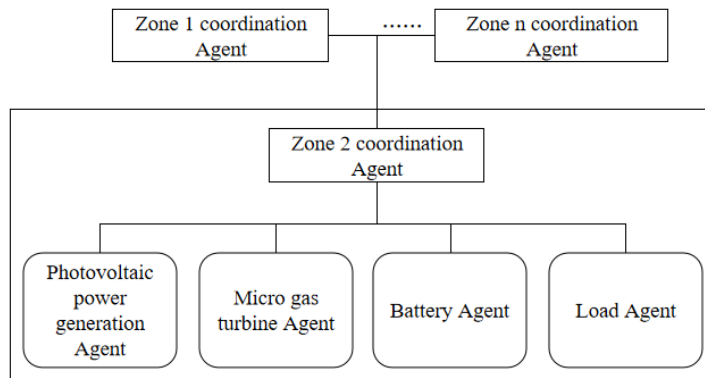 Zone 1 coordination
Agent
......
Zone n coordination
Agent
Zone 2 coordination
Agent
Photovoltaic
power
generation
Agent
Micro gas
turbine Agent
Battery Agent
Load Agent